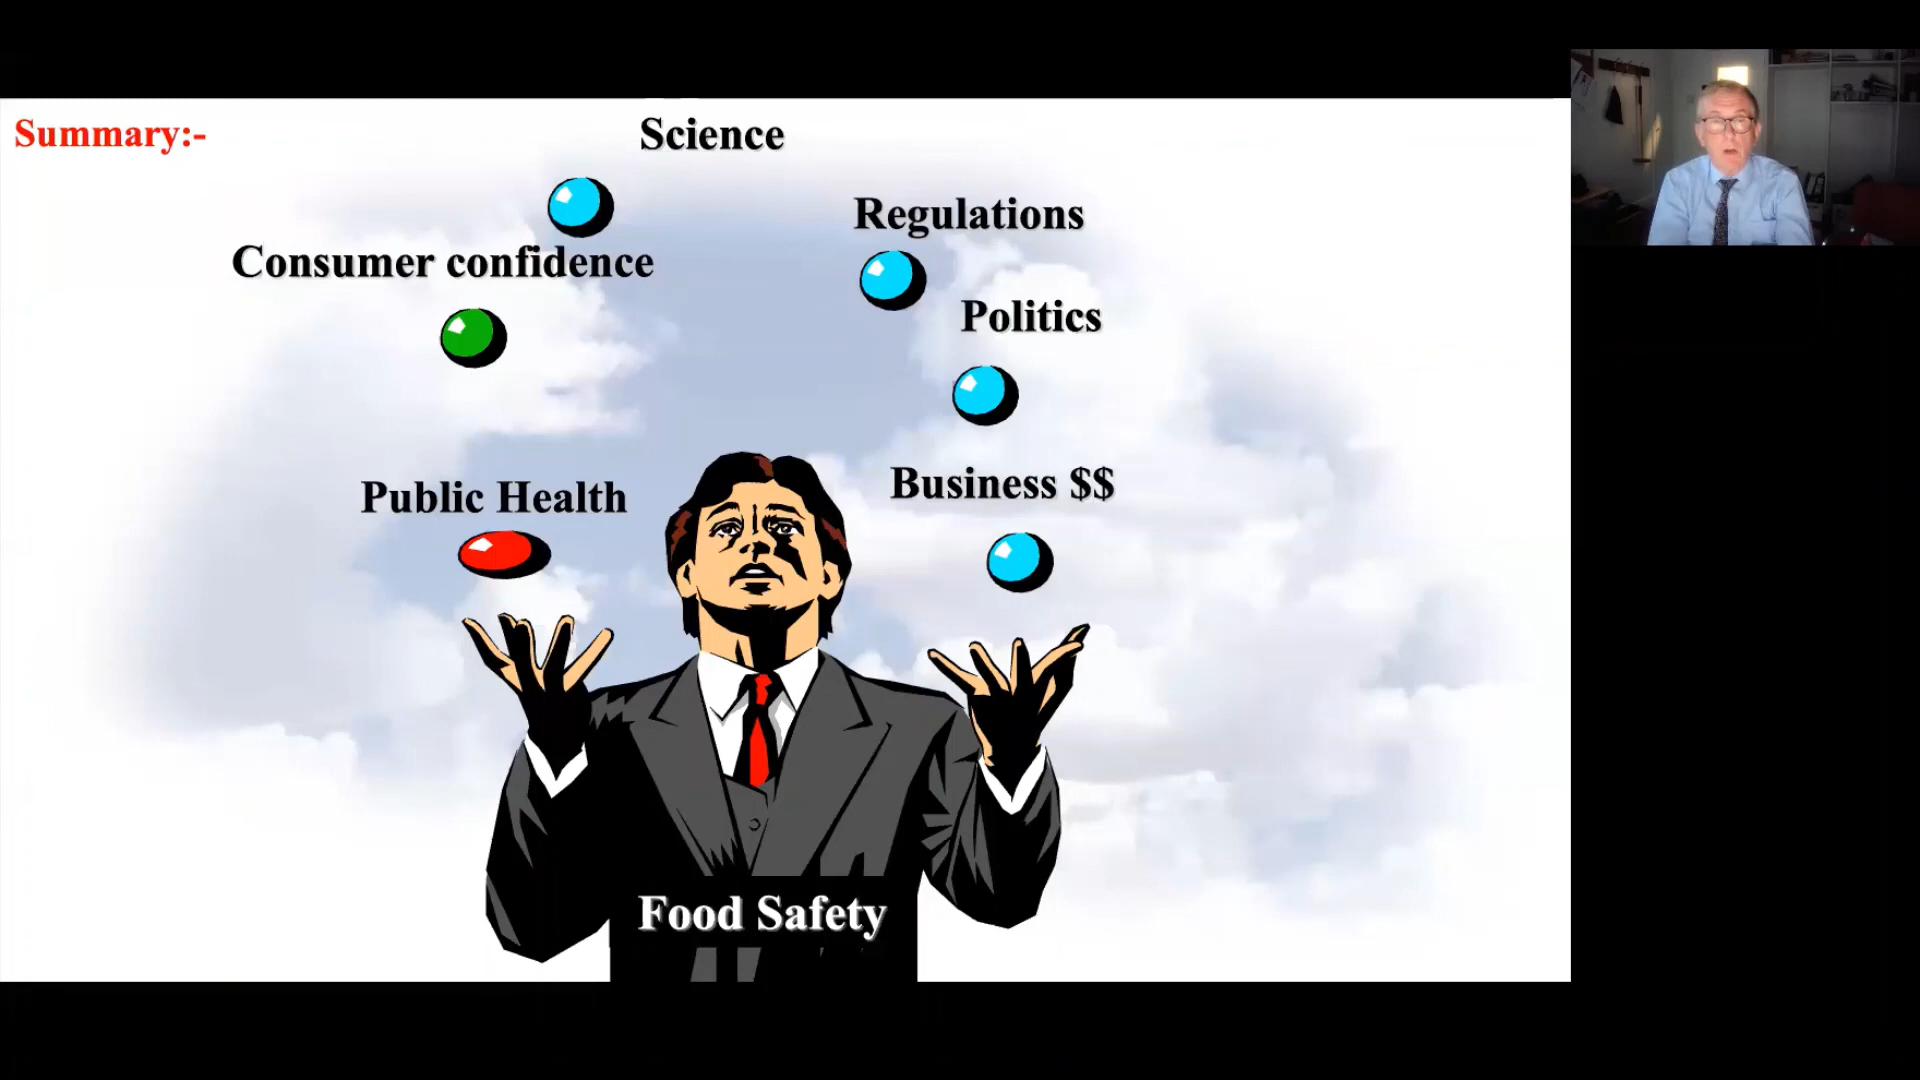 Summary:-
Science
Regulations
Consumer confidence
Politics
Business $$
Public Health
Food Safety